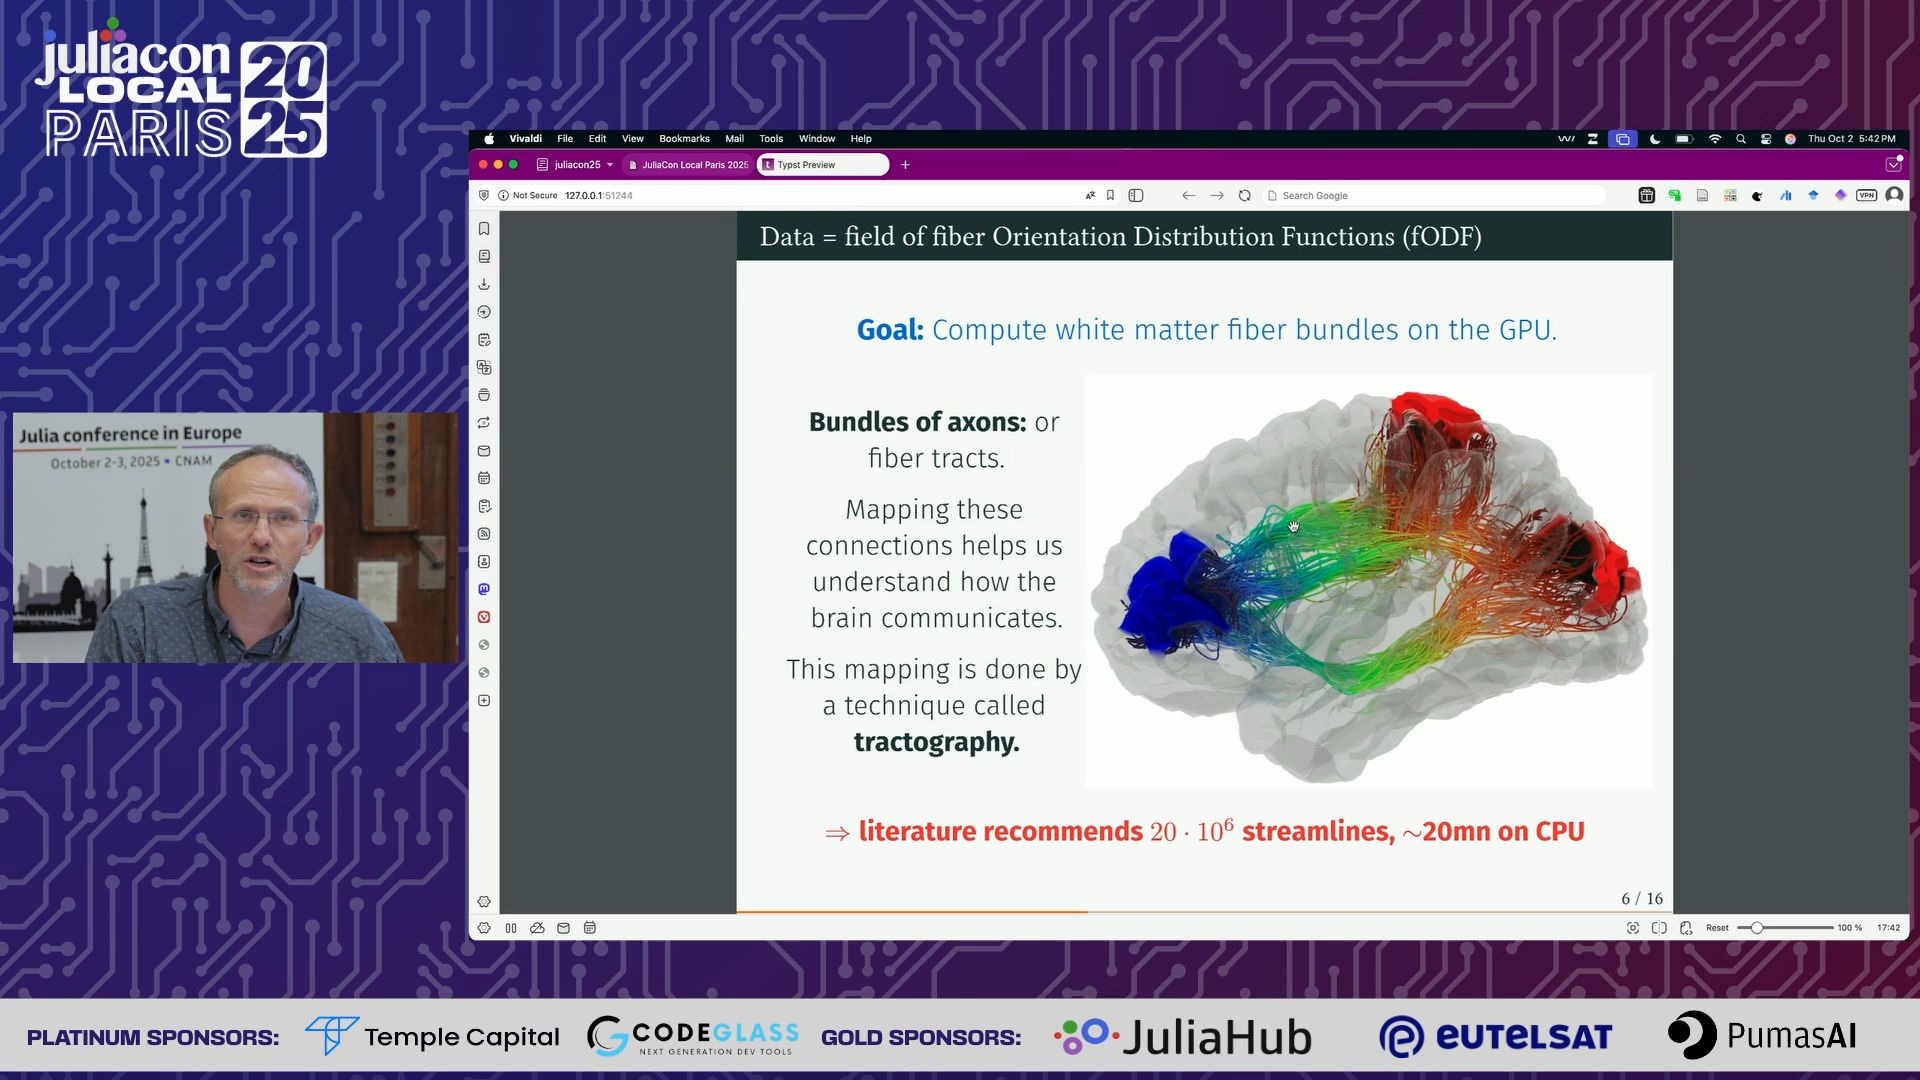 juliacon
LOCAL
PARIS
20
25
Julia conference in Europe
October 2-3, 2025 • CNAM
Vivaldi File Edit View Bookmarks Mail Tools Window Help
Thu Oct 2 5:42 PM
juliacon25
JuliaCon Local Paris 2025
Typst Preview
Not Secure 127.0.0.1:51244
Search Google
VPN
Data = field of fiber Orientation Distribution Functions (fODF)
Goal: Compute white matter fiber bundles on the GPU.
Bundles of axons: or
fiber tracts.
Mapping these
connections helps us
understand how the
brain communicates.
This mapping is done by
a technique called
tractography.
⇒ literature recommends 20 · 10⁶ streamlines, ~20mn on CPU
6 / 16
Reset 100 % 17:42
PLATINUM SPONSORS:
Temple Capital
CODEGLASS
NEXT GENERATION DEV TOOLS
GOLD SPONSORS:
JuliaHub
eutelsat
PumasAI